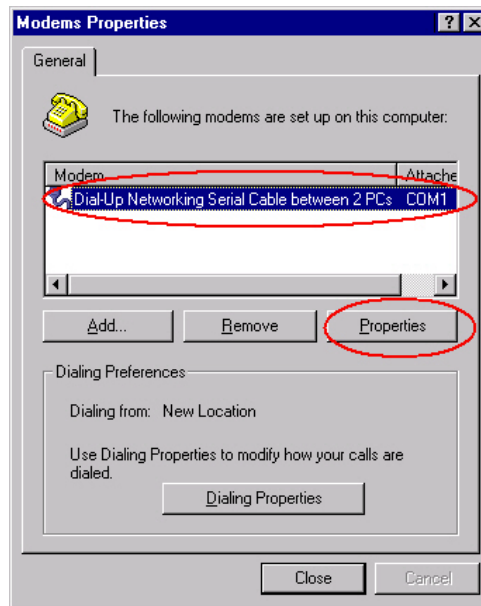 Modems Properties
General
The following modems are set up on this computer:
Modem Attache
Dial-Up Networking Serial Cable between 2 PCs COM1
Add... Remove Properties
Dialing Preferences
Dialing from: New Location
Use Dialing Properties to modify how your calls are
dialed.
Dialing Properties
Close Cancel